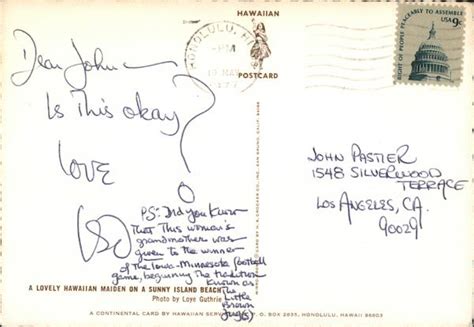 HAWAIIAN
POSTCARD
HONOLULU, HI
PM
RIGHT OF PEOPLE PEACEABLY TO ASSEMBLE
USA 9c
Dear John—
Is This okay?
LOVE
John Pastier
1548 Silverwood
Terrace
Los Angeles, CA.
90029
PS: Did you know
that This woman's
grandmother was
given to the winner
of the Iowa-Minnesota football
game, beginning the tradition
known as
the
Little
Brown
Jug(s)
A LOVELY HAWAIIAN MAIDEN ON A SUNNY ISLAND BEACH
Photo by Loye Guthrie
A CONTINENTAL CARD BY HAWAIIAN SERVICE, P. O. BOX 2835, HONOLULU, HAWAII 96803